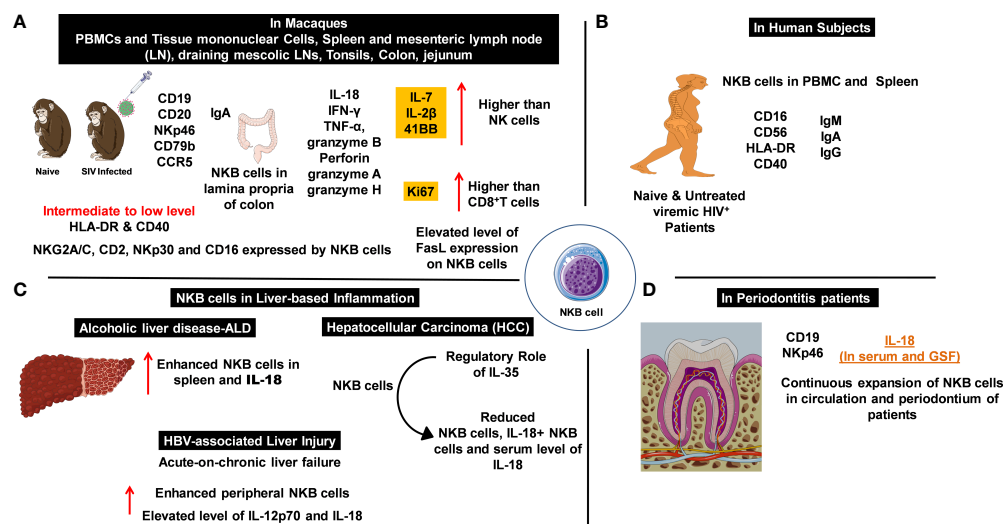 A
In Macaques
PBMCs and Tissue mononuclear Cells, Spleen and mesenteric lymph node
(LN), draining mescolic LNs, Tonsils, Colon, jejunum
Naive
SIV Infected
CD19
CD20
NKp46
CD79b
CCR5
IgA
NKB cells in
lamina propria
of colon
IL-18
IFN-γ
TNF-α,
granzyme B
Perforin
granzyme A
granzyme H
IL-7
IL-2β
41BB
Higher than
NK cells
Ki67
Higher than
CD8⁺T cells
Intermediate to low level
HLA-DR & CD40
NKG2A/C, CD2, NKp30 and CD16 expressed by NKB cells
Elevated level of
FasL expression
on NKB cells
NKB cell
B
In Human Subjects
NKB cells in PBMC and Spleen
CD16
CD56
HLA-DR
CD40
IgM
IgA
IgG
Naive & Untreated
viremic HIV⁺
Patients
C
NKB cells in Liver-based Inflammation
Alcoholic liver disease-ALD
Enhanced NKB cells in
spleen and IL-18
Hepatocellular Carcinoma (HCC)
Regulatory Role
of IL-35
NKB cells
Reduced
NKB cells, IL-18+ NKB
cells and serum level of
IL-18
HBV-associated Liver Injury
Acute-on-chronic liver failure
Enhanced peripheral NKB cells
Elevated level of IL-12p70 and IL-18
D
In Periodontitis patients
CD19
NKp46
IL-18
(In serum and GSF)
Continuous expansion of NKB cells
in circulation and periodontium of
patients